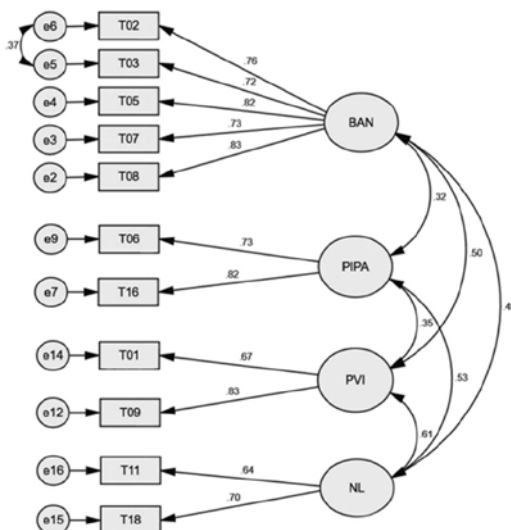 e6
T02
.37
.76
e5
T03
.72
e4
T05
.82
BAN
e3
T07
.73
e2
T08
.83
.32
e9
T06
.73
.50
PIPA
e7
T16
.82
.4
.35
e14
T01
.67
.53
PVI
e12
T09
.83
.61
e16
T11
.64
NL
e15
T18
.70